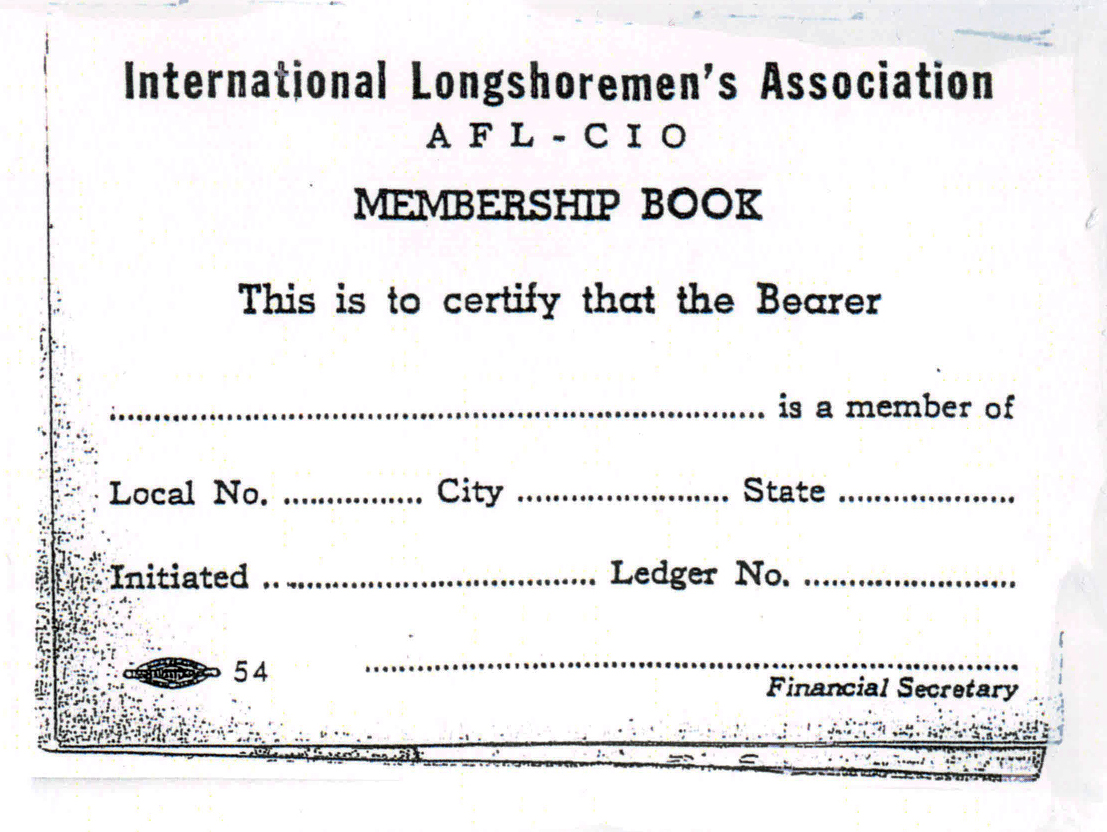 International Longshoremen's Association
AFL-CIO
MEMBERSHIP BOOK
This is to certify that the Bearer
............................................................ is a member of
Local No. ................ City ........................ State ....................
Initiated ...................................... Ledger No. ........................
54
Financial Secretary